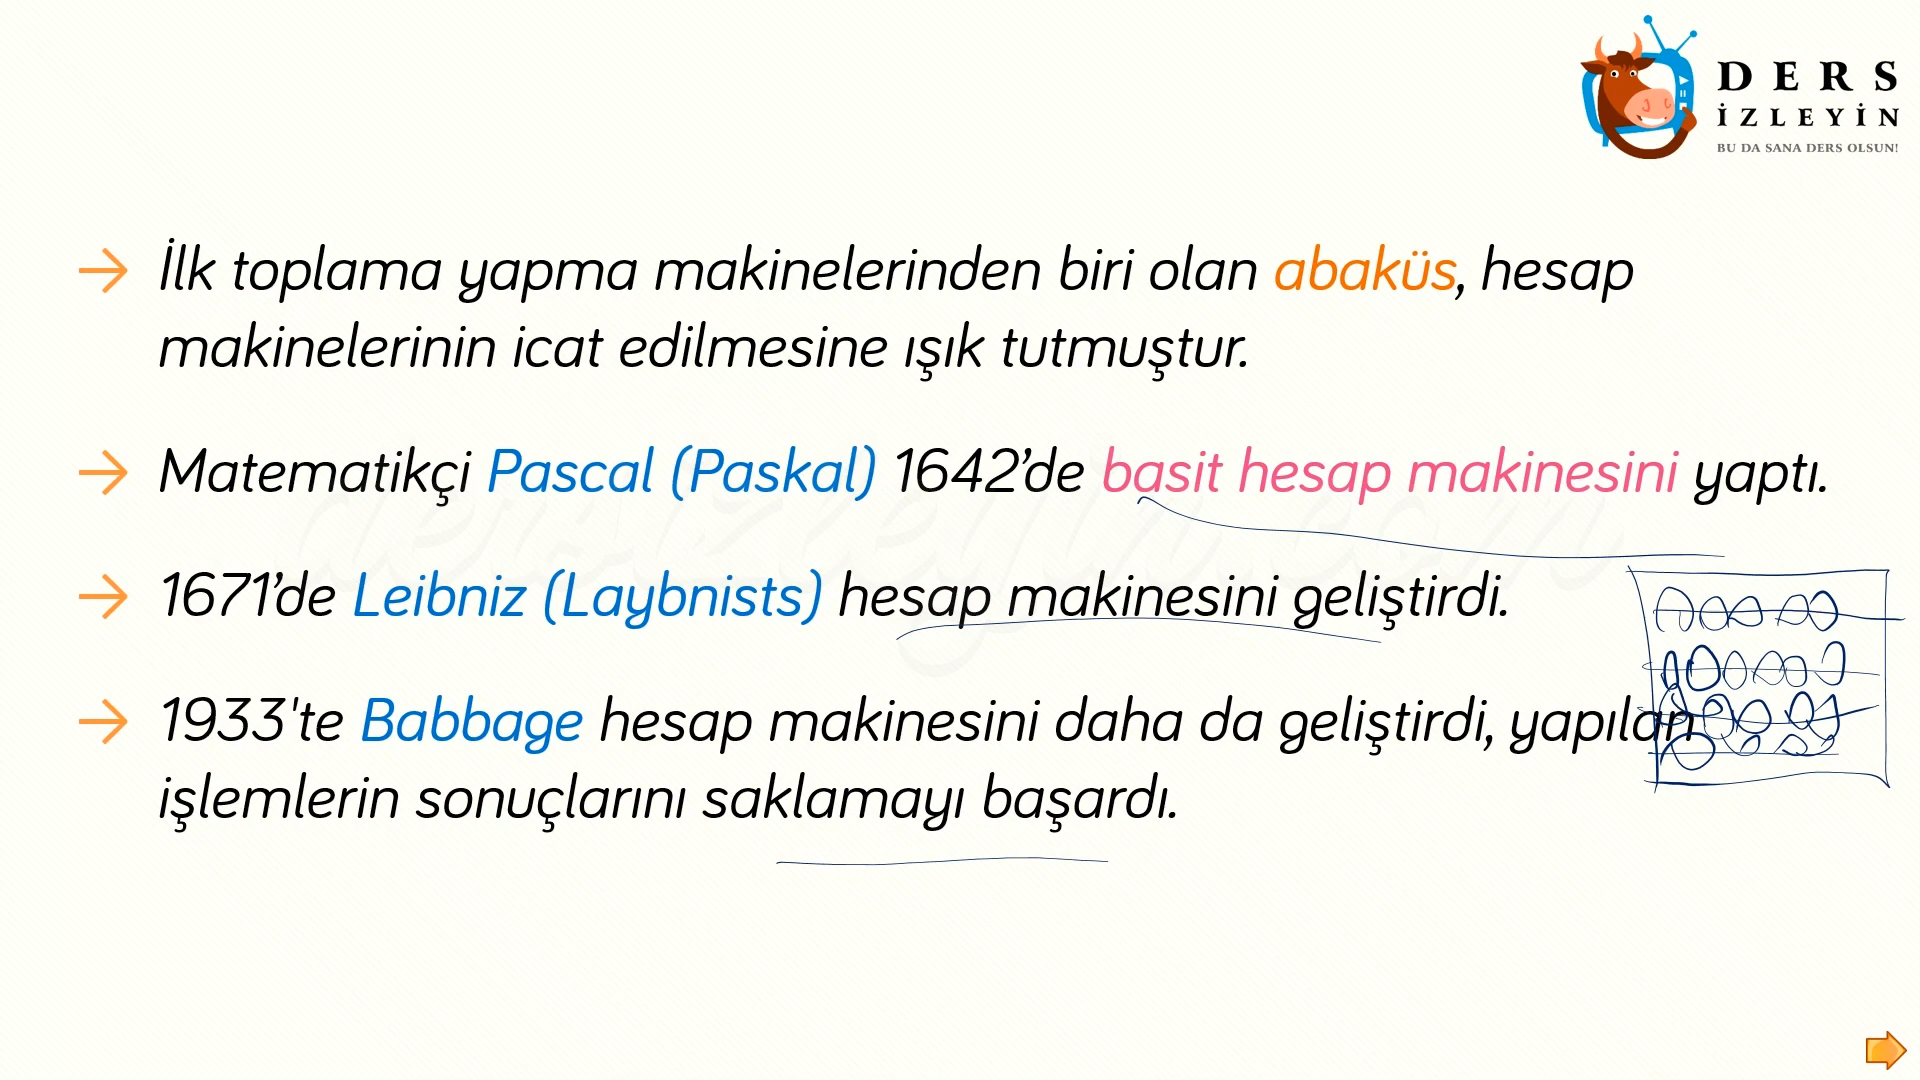 DERS
İZLEYİN
BU DA SANA DERS OLSUN!
İlk toplama yapma makinelerinden biri olan abaküs, hesap
makinelerinin icat edilmesine ışık tutmuştur.
Matematikçi Pascal (Paskal) 1642’de basit hesap makinesini yaptı.
1671’de Leibniz (Laybnists) hesap makinesini geliştirdi.
1933'te Babbage hesap makinesini daha da geliştirdi, yapılan
işlemlerin sonuçlarını saklamayı başardı.
dersizleyin.com